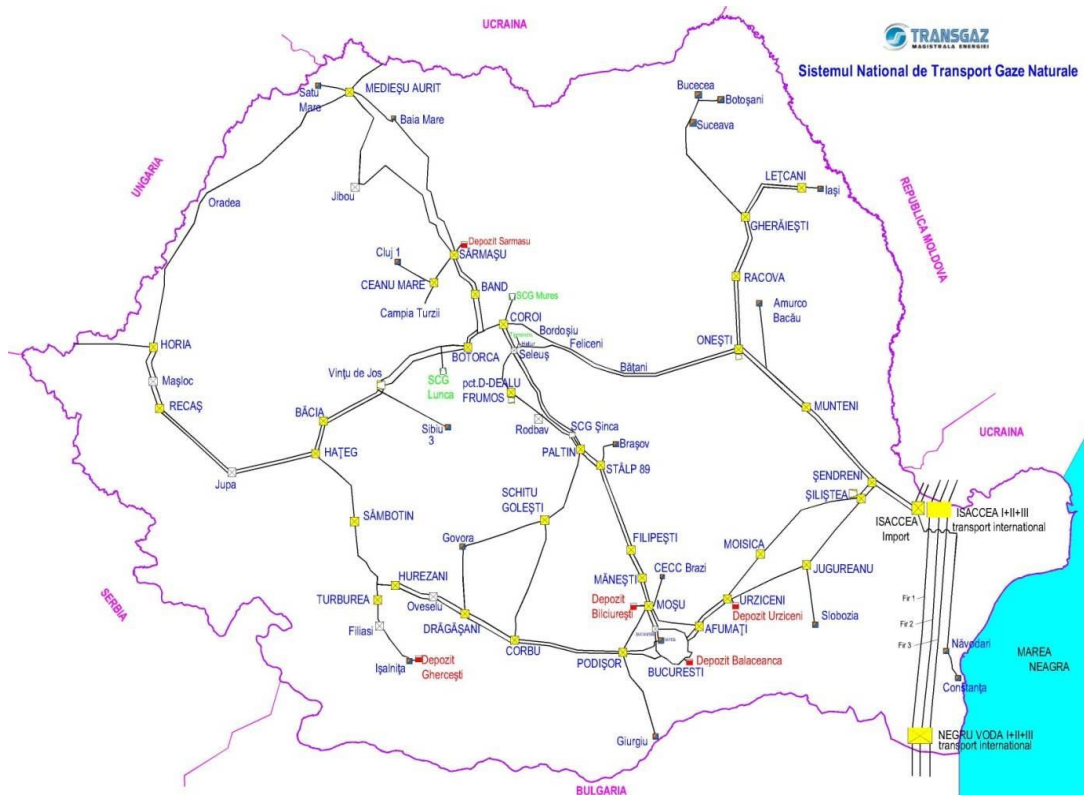 UCRAINA
TRANSGAZ
MAGISTRALA ENERGIEI
Sistemul National de Transport Gaze Naturale
Satu
Mare
MEDIEŞU AURIT
Baia Mare
Bucecea
Botoşani
Suceava
UNGARIA
Oradea
Jibou
LEŢCANI
Iaşi
REPUBLICA MOLDOVA
GHERĂIEŞTI
Cluj 1
Depozit Sarmasu
SĂRMAŞU
CEANU MARE
BAND
Campia Turzii
RACOVA
SCG Mures
COROI
Bordoşiu
Feliceni
Amurco
Bacău
HORIA
BOTORCA
Seleuş
Băţani
ONEŞTI
Maşloc
RECAŞ
Vinţu de Jos
SCG
Lunca
pct.D-DEALU
FRUMOS
BĂCIA
Sibiu
3
Rodbav
SCG Şinca
MUNTENI
UCRAINA
HAŢEG
Jupa
PALTIN
Braşov
STÂLP 89
ŞENDRENI
ŞILIŞTEA
SÂMBOTIN
SCHITU
GOLEŞTI
ISACCEA
Import
ISACCEA I+II+III
transport international
Govora
FILIPEŞTI
MOISICA
SERBIA
HUREZANI
MĂNEŞTI
CECC Brazi
JUGUREANU
TURBUREA
Oveselu
Depozit
Bilciureşti
MOŞU
URZICENI
Depozit Urziceni
Fir 1
Filiasi
DRĂGĂŞANI
Slobozia
Fir 2
CORBU
AFUMAŢI
Fir 3
Năvodari
MAREA
NEAGRA
Işalniţa
Depozit
Gherceşti
PODIŞOR
BUCURESTI
Depozit Balaceanca
Constanţa
Giurgiu
NEGRU VODA I+II+III
transport international
BULGARIA